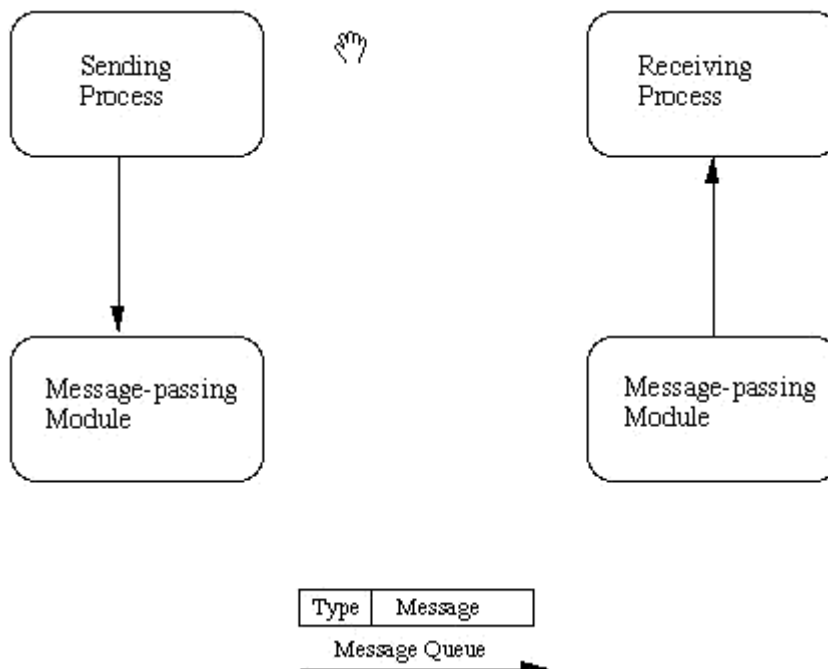 Sending
Process
Receiving
Process
Message-passing
Module
Message-passing
Module
Type Message
Message Queue